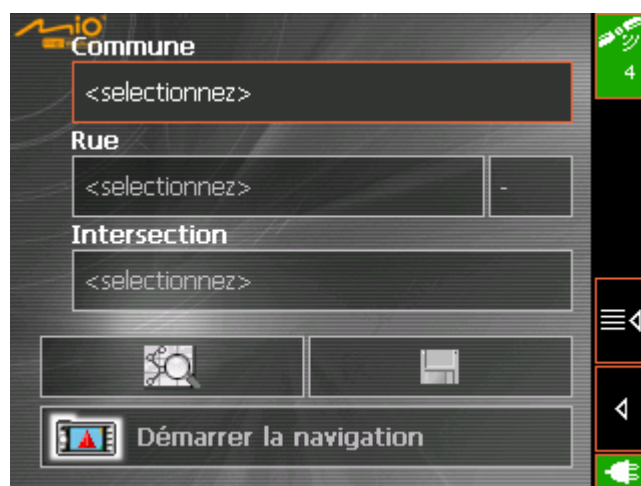 Mio
Commune
4
<selectionnez>
Rue
<selectionnez> -
Intersection
<selectionnez>
Démarrer la navigation